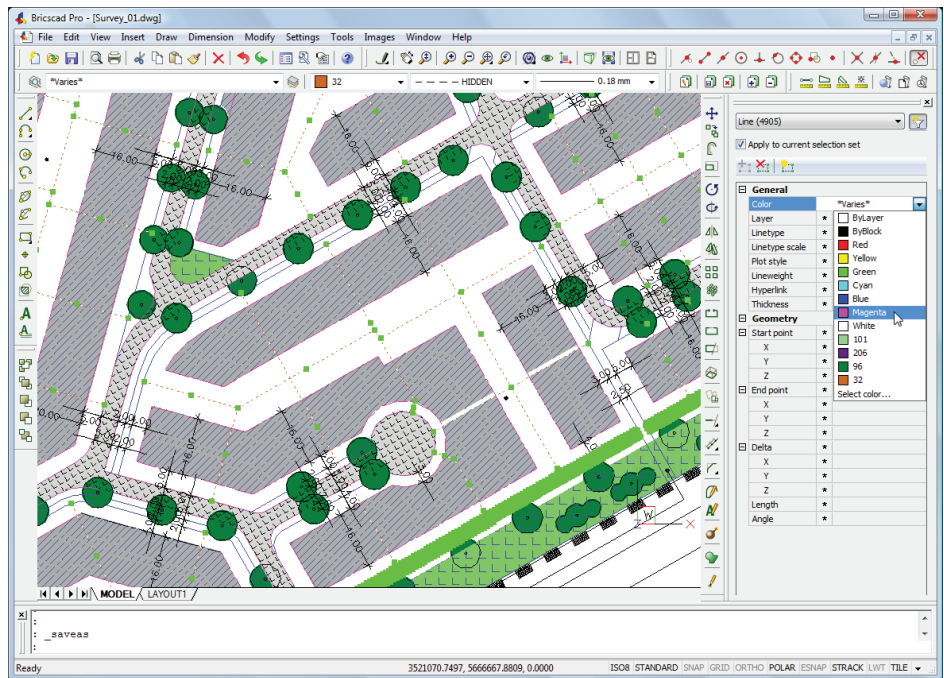 Bricscad Pro - [Survey_01.dwg]
File Edit View Insert Draw Dimension Modify Settings Tools Images Window Help
*Varies* 32 HIDDEN 0.18 mm
Line (4905)
Apply to current selection set
General
Color *Varies*
Layer *
Linetype *
Linetype scale *
Plot style *
Lineweight *
Hyperlink *
Thickness *
Geometry
Start point *
X *
Y *
Z *
End point *
X *
Y *
Z *
Delta *
X *
Y *
Z *
Length *
Angle *
ByLayer
ByBlock
Red
Yellow
Green
Cyan
Blue
Magenta
White
101
206
96
32
Select color...
16.00
16.00
16.00
16.00
16.00
16.00
W
X
MODEL LAYOUT1
:
: _saveas
:
Ready 3521070.7497, 5666667.8809, 0.0000 ISO8 STANDARD SNAP GRID ORTHO POLAR ESNAP STRACK LWT TILE